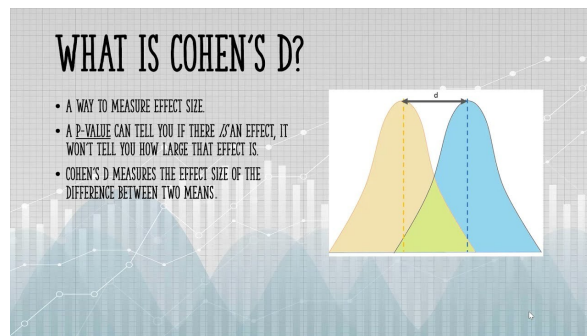 WHAT IS COHEN'S D?
• A WAY TO MEASURE EFFECT SIZE.
• A P-VALUE CAN TELL YOU IF THERE IS AN EFFECT, IT
WON'T TELL YOU HOW LARGE THAT EFFECT IS.
• COHEN'S D MEASURES THE EFFECT SIZE OF THE
DIFFERENCE BETWEEN TWO MEANS.
d